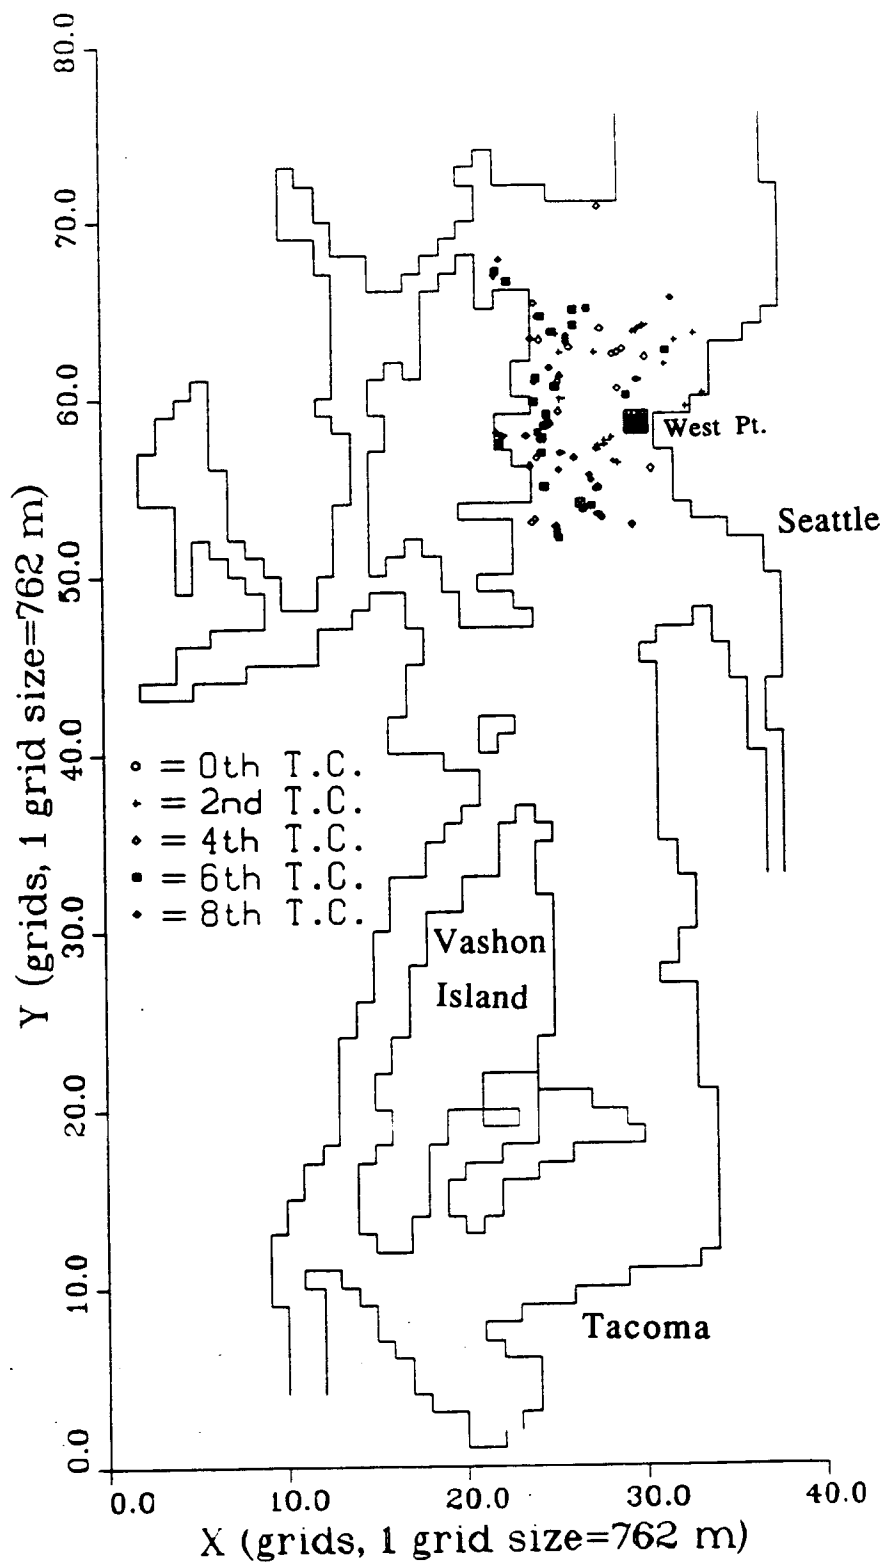 80.0
70.0
60.0
50.0
40.0
30.0
20.0
10.0
0.0
Y (grids, 1 grid size=762 m)
West Pt.
Seattle
= 0th T.C.
= 2nd T.C.
= 4th T.C.
= 6th T.C.
= 8th T.C.
Vashon
Island
Tacoma
0.0 10.0 20.0 30.0 40.0
X (grids, 1 grid size=762 m)